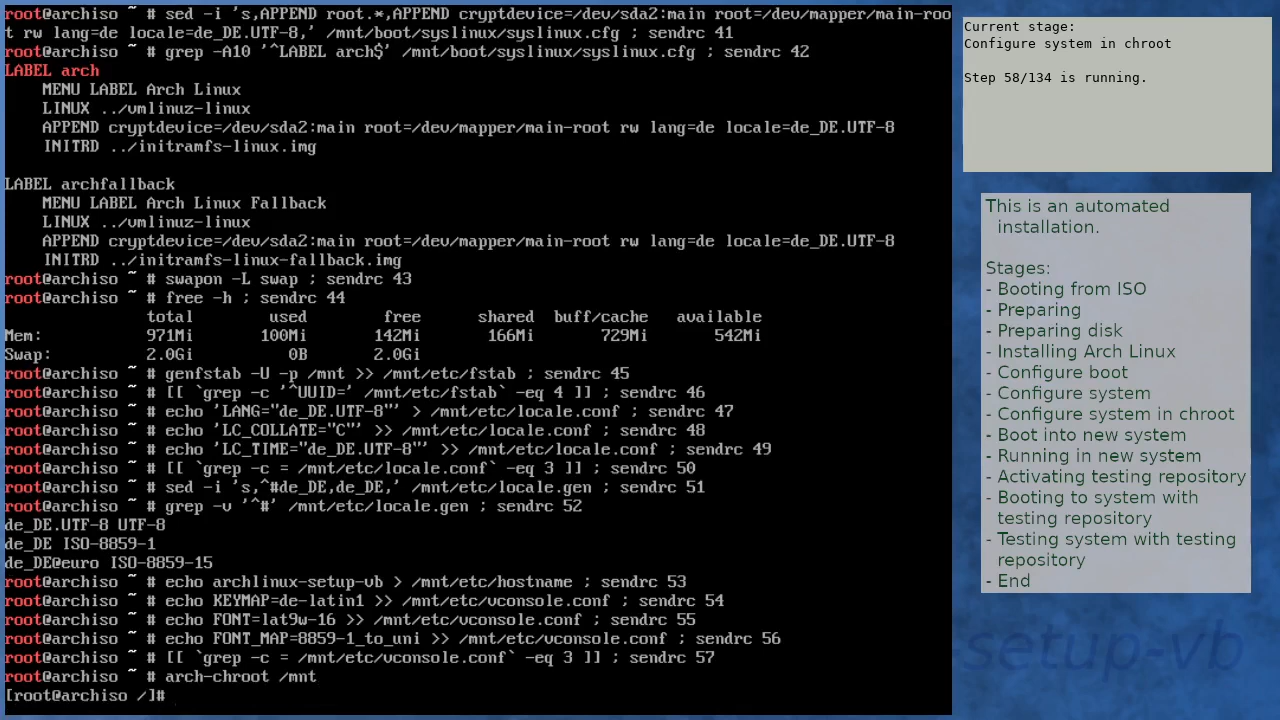 root@archiso ~ # sed -i 's,APPEND root.*,APPEND cryptdevice=/dev/sda2:main root=/dev/mapper/main-roo
t rw lang=de locale=de_DE.UTF-8,' /mnt/boot/syslinux/syslinux.cfg ; sendrc 41
root@archiso ~ # grep -A10 '^LABEL arch$' /mnt/boot/syslinux/syslinux.cfg ; sendrc 42
LABEL arch
    MENU LABEL Arch Linux
    LINUX ../vmlinuz-linux
    APPEND cryptdevice=/dev/sda2:main root=/dev/mapper/main-root rw lang=de locale=de_DE.UTF-8
    INITRD ../initramfs-linux.img

LABEL archfallback
    MENU LABEL Arch Linux Fallback
    LINUX ../vmlinuz-linux
    APPEND cryptdevice=/dev/sda2:main root=/dev/mapper/main-root rw lang=de locale=de_DE.UTF-8
    INITRD ../initramfs-linux-fallback.img
root@archiso ~ # swapon -L swap ; sendrc 43
root@archiso ~ # free -h ; sendrc 44
               total        used        free      shared  buff/cache   available
Mem:           971Mi       100Mi       142Mi       166Mi       729Mi       542Mi
Swap:          2.0Gi          0B       2.0Gi
root@archiso ~ # genfstab -U -p /mnt >> /mnt/etc/fstab ; sendrc 45
root@archiso ~ # [[ `grep -c '^UUID=' /mnt/etc/fstab` -eq 4 ]] ; sendrc 46
root@archiso ~ # echo 'LANG="de_DE.UTF-8"' > /mnt/etc/locale.conf ; sendrc 47
root@archiso ~ # echo 'LC_COLLATE="C"' >> /mnt/etc/locale.conf ; sendrc 48
root@archiso ~ # echo 'LC_TIME="de_DE.UTF-8"' >> /mnt/etc/locale.conf ; sendrc 49
root@archiso ~ # [[ `grep -c = /mnt/etc/locale.conf` -eq 3 ]] ; sendrc 50
root@archiso ~ # sed -i 's,^#de_DE,de_DE,' /mnt/etc/locale.gen ; sendrc 51
root@archiso ~ # grep -v '^#' /mnt/etc/locale.gen ; sendrc 52
de_DE.UTF-8 UTF-8
de_DE ISO-8859-1
de_DE@euro ISO-8859-15
root@archiso ~ # echo archlinux-setup-vb > /mnt/etc/hostname ; sendrc 53
root@archiso ~ # echo KEYMAP=de-latin1 >> /mnt/etc/vconsole.conf ; sendrc 54
root@archiso ~ # echo FONT=lat9w-16 >> /mnt/etc/vconsole.conf ; sendrc 55
root@archiso ~ # echo FONT_MAP=8859-1_to_uni >> /mnt/etc/vconsole.conf ; sendrc 56
root@archiso ~ # [[ `grep -c = /mnt/etc/vconsole.conf` -eq 3 ]] ; sendrc 57
root@archiso ~ # arch-chroot /mnt
[root@archiso /]#
Current stage:
Configure system in chroot

Step 58/134 is running.
This is an automated
installation.

Stages:
- Booting from ISO
- Preparing
- Preparing disk
- Installing Arch Linux
- Configure boot
- Configure system
- Configure system in chroot
- Boot into new system
- Running in new system
- Activating testing repository
- Booting to system with
testing repository
- Testing system with testing
repository
- End
-setup-vb